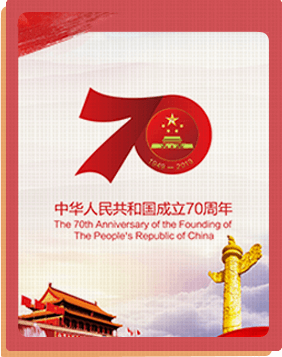 70
1949 — 2019
中华人民共和国成立70周年
The 70th Anniversary of the Founding of
The People's Republic of China